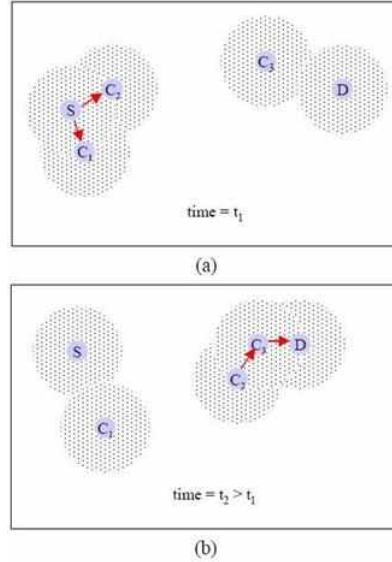 C₂
S
C₁
C₃
D
time = t₁
(a)
S
C₁
C₃
D
C₂
time = t₂ > t₁
(b)